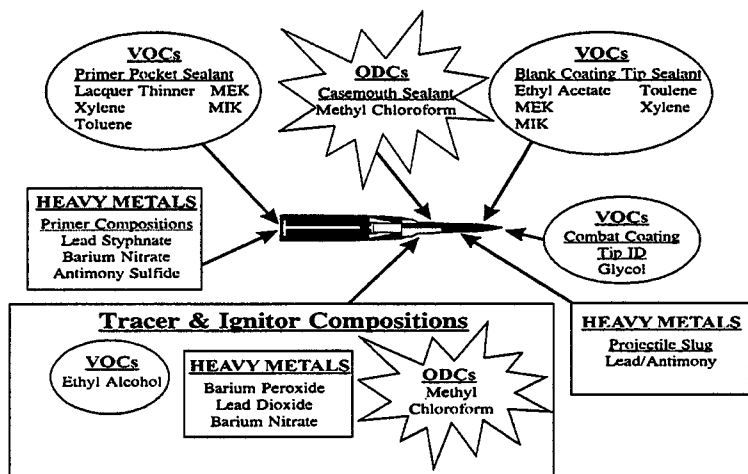 VOCs
Primer Pocket Sealant
Lacquer Thinner MEK
Xylene MIK
Toluene
ODCs
Casemouth Sealant
Methyl Chloroform
VOCs
Blank Coating Tip Sealant
Ethyl Acetate Toulene
MEK Xylene
MIK
HEAVY METALS
Primer Compositions
Lead Styphnate
Barium Nitrate
Antimony Sulfide
VOCs
Combat Coating
Tip ID
Glycol
Tracer & Ignitor Compositions
VOCs
Ethyl Alcohol
HEAVY METALS
Barium Peroxide
Lead Dioxide
Barium Nitrate
ODCs
Methyl
Chloroform
HEAVY METALS
Projectile Slug
Lead/Antimony